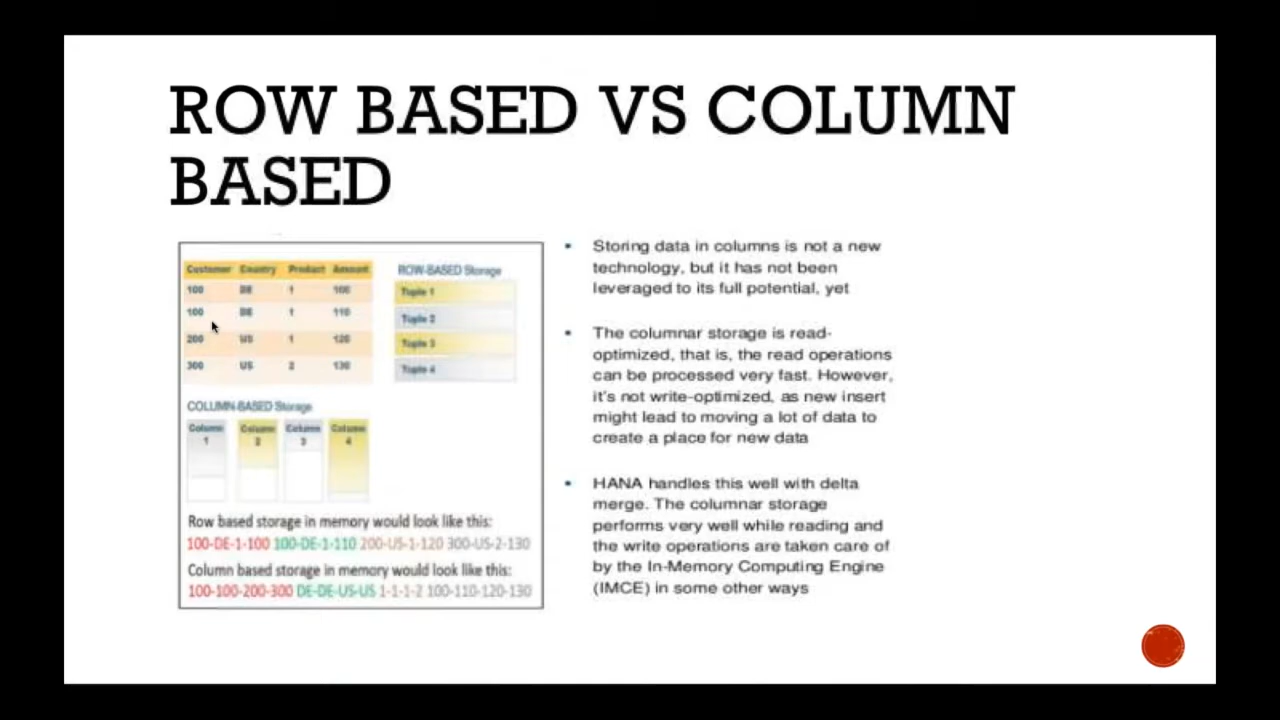 ROW BASED VS COLUMN
BASED
Customer Country Product Amount
100 DE 1 100
100 DE 1 110
200 US 1 120
300 US 2 130
ROW-BASED Storage
Tuple 1
Tuple 2
Tuple 3
Tuple 4
COLUMN-BASED Storage
Column Column Column Column
1 2 3 4
Row based storage in memory would look like this:
100-DE-1-100 100-DE-1-110 200-US-1-120 300-US-2-130
Column based storage in memory would look like this:
100-100-200-300 DE-DE-US-US 1-1-1-2 100-110-120-130
• Storing data in columns is not a new
technology, but it has not been
leveraged to its full potential, yet
• The columnar storage is read-
optimized, that is, the read operations
can be processed very fast. However,
it's not write-optimized, as new insert
might lead to moving a lot of data to
create a place for new data
• HANA handles this well with delta
merge. The columnar storage
performs very well while reading and
the write operations are taken care of
by the In-Memory Computing Engine
(IMCE) in some other ways